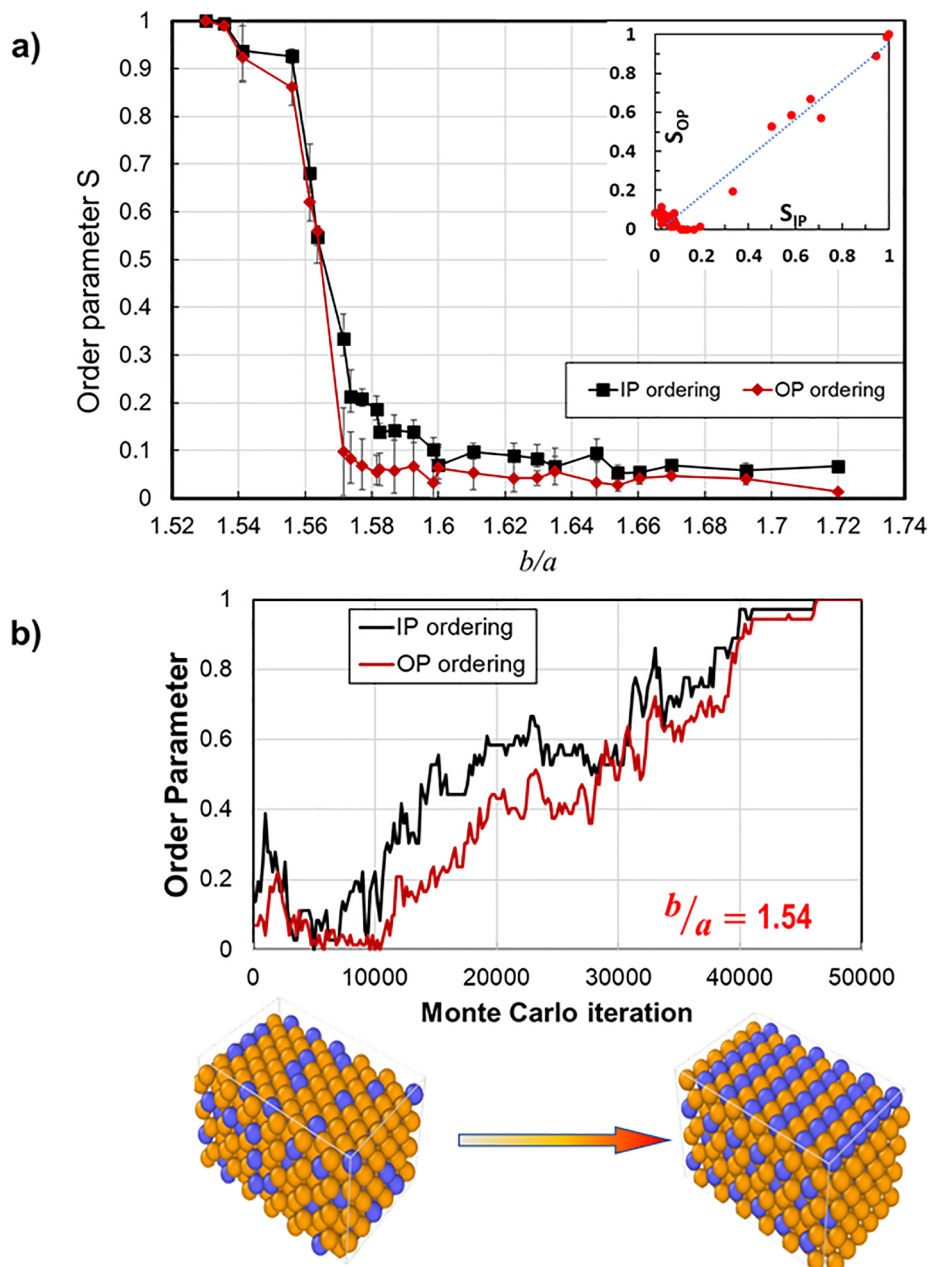 a)
Order parameter S
1
0.9
0.8
0.7
0.6
0.5
0.4
0.3
0.2
0.1
0
1.52 1.54 1.56 1.58 1.6 1.62 1.64 1.66 1.68 1.7 1.72 1.74
b/a
IP ordering OP ordering
1
0.8
0.6
0.4
0.2
0
S_OP
S_IP
0 0.2 0.4 0.6 0.8 1
b)
Order Parameter
1
0.8
0.6
0.4
0.2
0
IP ordering
OP ordering
b/a = 1.54
0 10000 20000 30000 40000 50000
Monte Carlo iteration